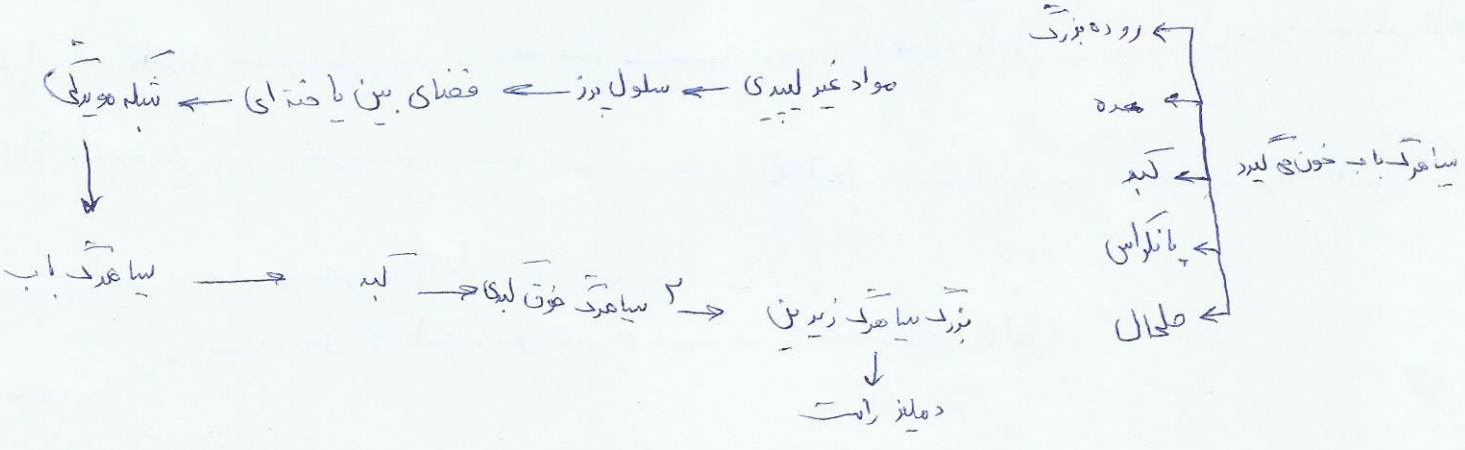 روده بزرگ
مواد غیر لیپیدی ← سلول پرز ← فضای بین یاخته ای ← شبکه مویرگی
معده
سیاهرگ باب خون می گیرد
کبد
پانکراس
طحال
سیاهرگ باب → کبد → ۲ سیاهرگ فوق کبدی → بزرگ سیاهرگ زیرین
↓
دهلیز راست